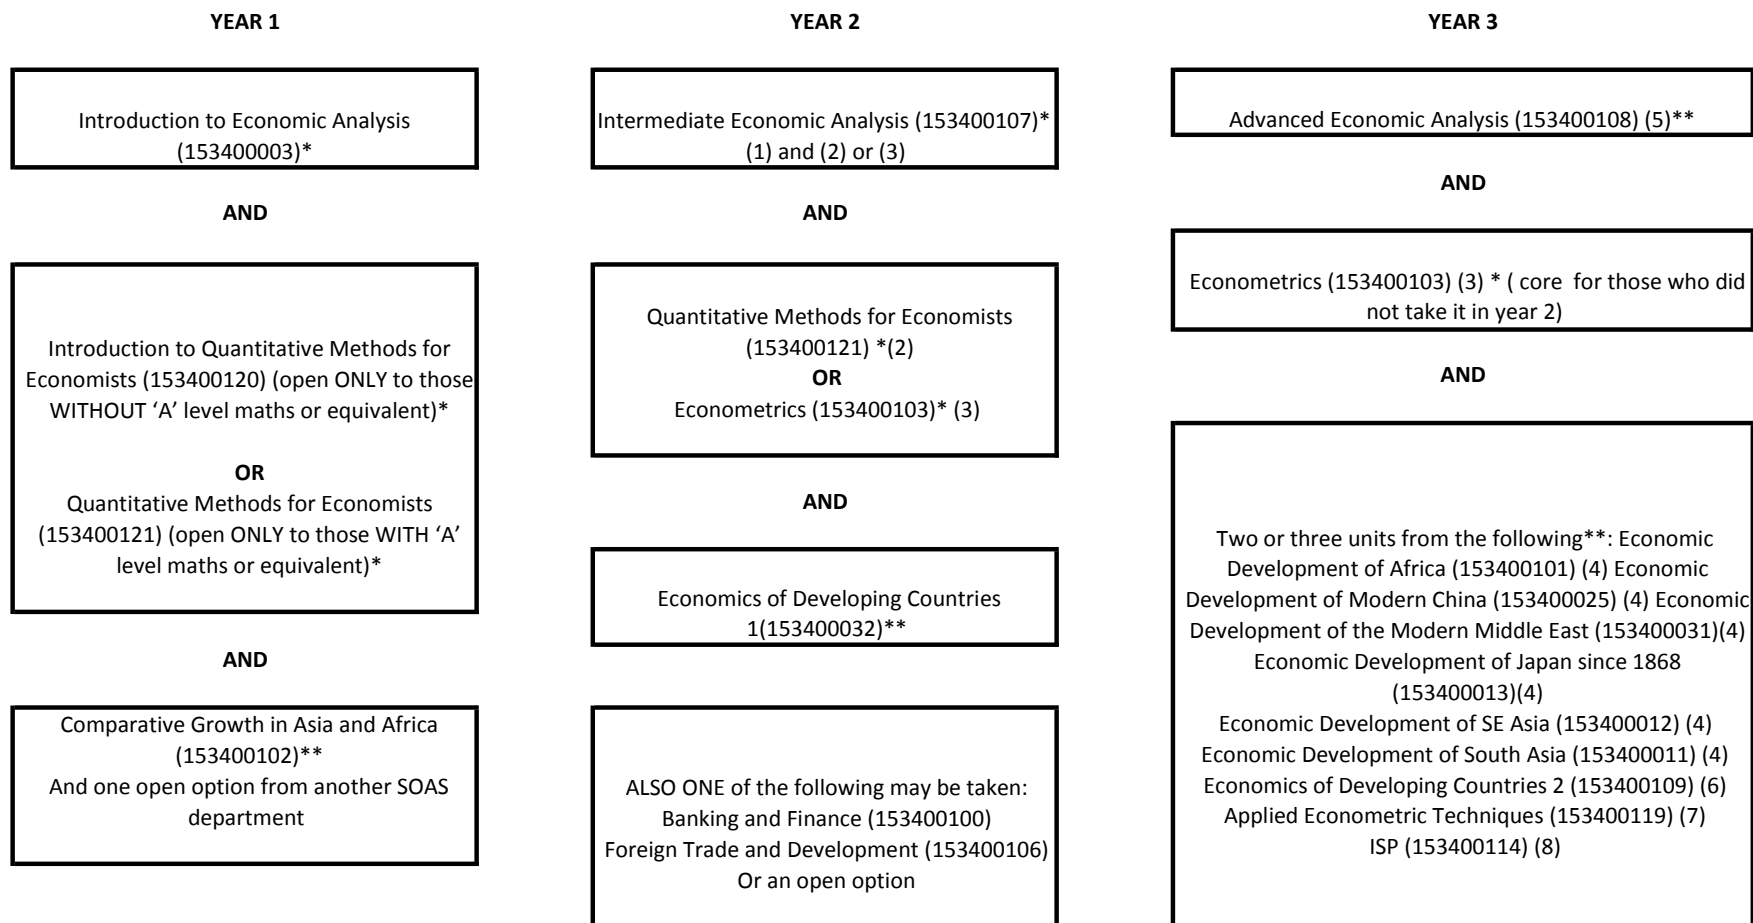 YEAR 1
Introduction to Economic Analysis
(153400003)*
AND
Introduction to Quantitative Methods for
Economists (153400120) (open ONLY to those
WITHOUT ‘A’ level maths or equivalent)*
OR
Quantitative Methods for Economists
(153400121) (open ONLY to those WITH ‘A’
level maths or equivalent)*
AND
Comparative Growth in Asia and Africa
(153400102)**
And one open option from another SOAS
department
YEAR 2
Intermediate Economic Analysis (153400107)*
(1) and (2) or (3)
AND
Quantitative Methods for Economists
(153400121) *(2)
OR
Econometrics (153400103)* (3)
AND
Economics of Developing Countries
1(153400032)**
ALSO ONE of the following may be taken:
Banking and Finance (153400100)
Foreign Trade and Development (153400106)
Or an open option
YEAR 3
Advanced Economic Analysis (153400108) (5)**
AND
Econometrics (153400103) (3) * ( core  for those who did
not take it in year 2)
AND
Two or three units from the following**: Economic
Development of Africa (153400101) (4) Economic
Development of Modern China (153400025) (4) Economic
Development of the Modern Middle East (153400031)(4)
Economic Development of Japan since 1868
(153400013)(4)
Economic Development of SE Asia (153400012) (4)
Economic Development of South Asia (153400011) (4)
Economics of Developing Countries 2 (153400109) (6)
Applied Econometric Techniques (153400119) (7)
ISP (153400114) (8)